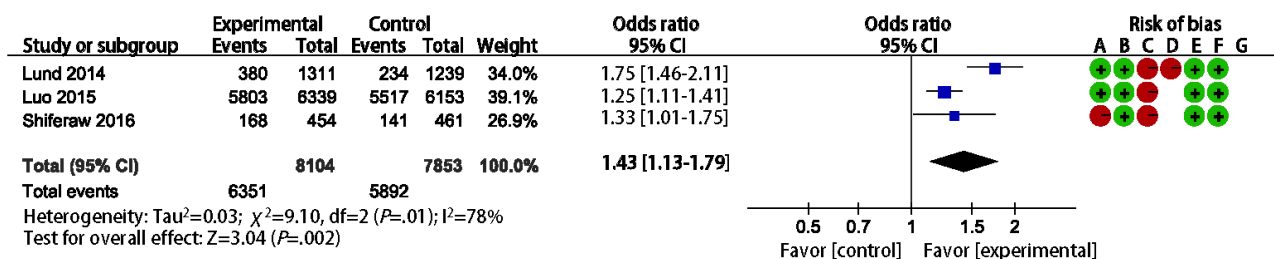 Experimental Control Odds ratio Odds ratio Risk of bias
Study or subgroup Events Total Events Total Weight 95% CI 95% CI A B C D E F G
Lund 2014 380 1311 234 1239 34.0% 1.75 [1.46-2.11] + + – – + +
Luo 2015 5803 6339 5517 6153 39.1% 1.25 [1.11-1.41] + + – + +
Shiferaw 2016 168 454 141 461 26.9% 1.33 [1.01-1.75] – + – + +
Total (95% CI) 8104 7853 100.0% 1.43 [1.13-1.79]
Total events 6351 5892
Heterogeneity: Tau²=0.03; χ²=9.10, df=2 (P=.01); I²=78%
Test for overall effect: Z=3.04 (P=.002)
0.5 0.7 1 1.5 2
Favor [control] Favor [experimental]